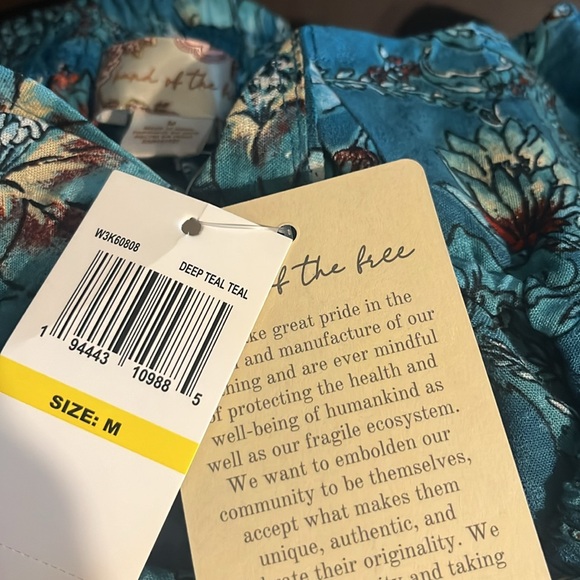 hand of the
M
W3K60808
DEEP TEAL TEAL
1 94443 10988 5
SIZE: M
of the free
great pride in the
and manufacture of our
and are ever mindful
of protecting the health and
well-being of humankind as
well as our fragile ecosystem.
We want to embolden our
community to be themselves,
accept what makes them
unique, authentic, and
their originality. We
and taking